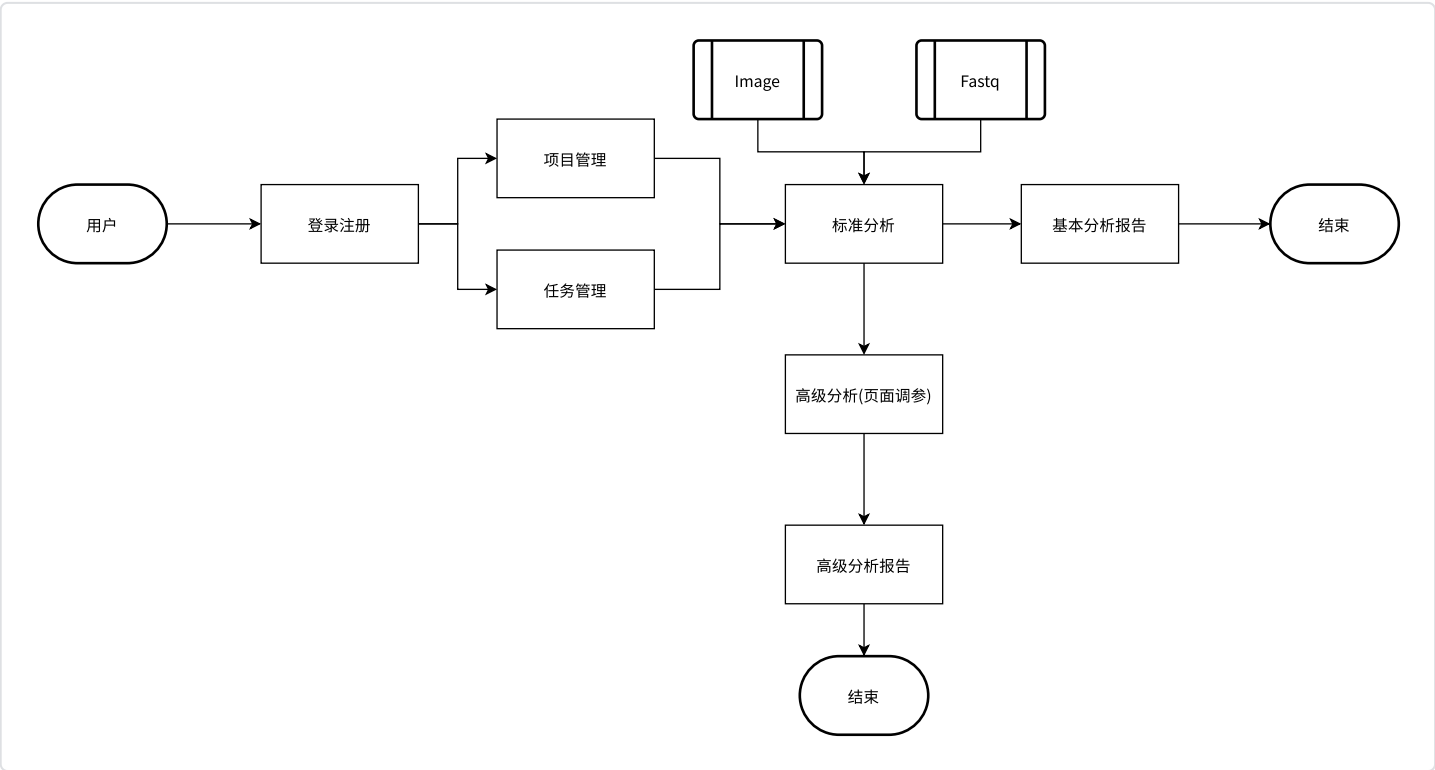 Image
Fastq
项目管理
用户
登录注册
标准分析
基本分析报告
结束
任务管理
高级分析(页面调参)
高级分析报告
结束